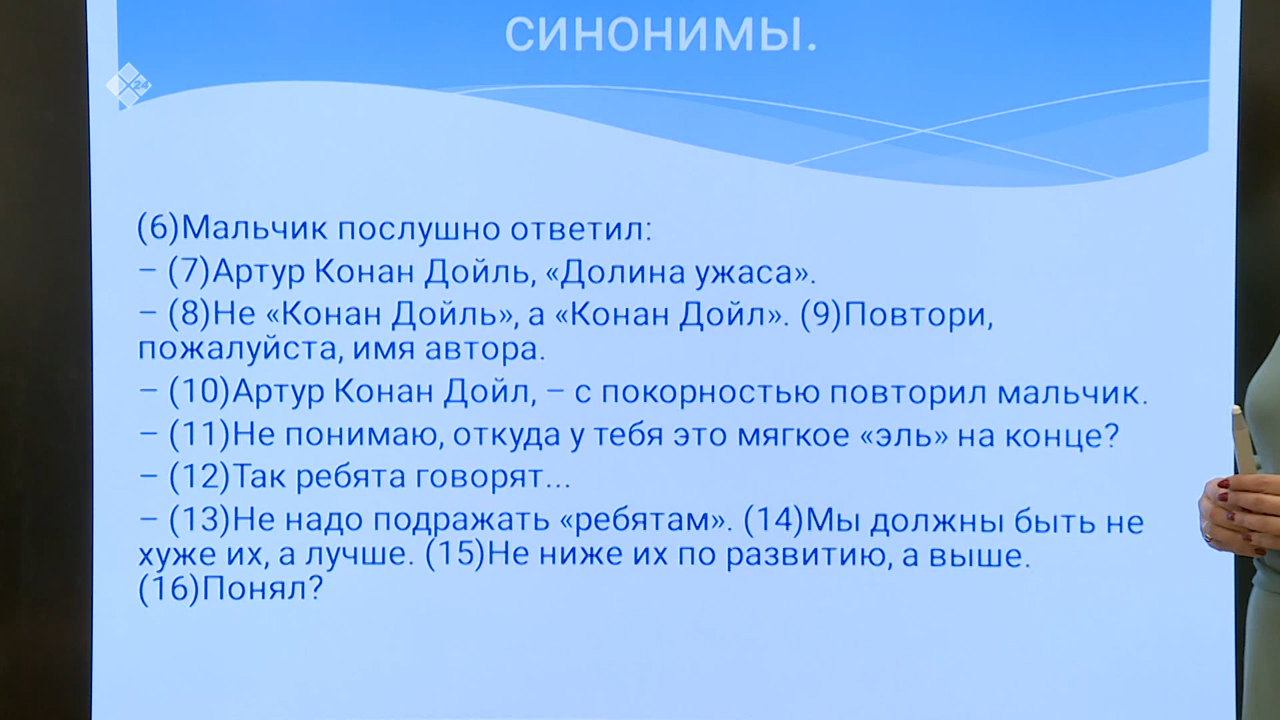 синонимы.
24
(6)Мальчик послушно ответил:
– (7)Артур Конан Дойль, «Долина ужаса».
– (8)Не «Конан Дойль», а «Конан Дойл». (9)Повтори,
пожалуйста, имя автора.
– (10)Артур Конан Дойл, – с покорностью повторил мальчик.
– (11)Не понимаю, откуда у тебя это мягкое «эль» на конце?
– (12)Так ребята говорят...
– (13)Не надо подражать «ребятам». (14)Мы должны быть не
хуже их, а лучше. (15)Не ниже их по развитию, а выше.
(16)Понял?